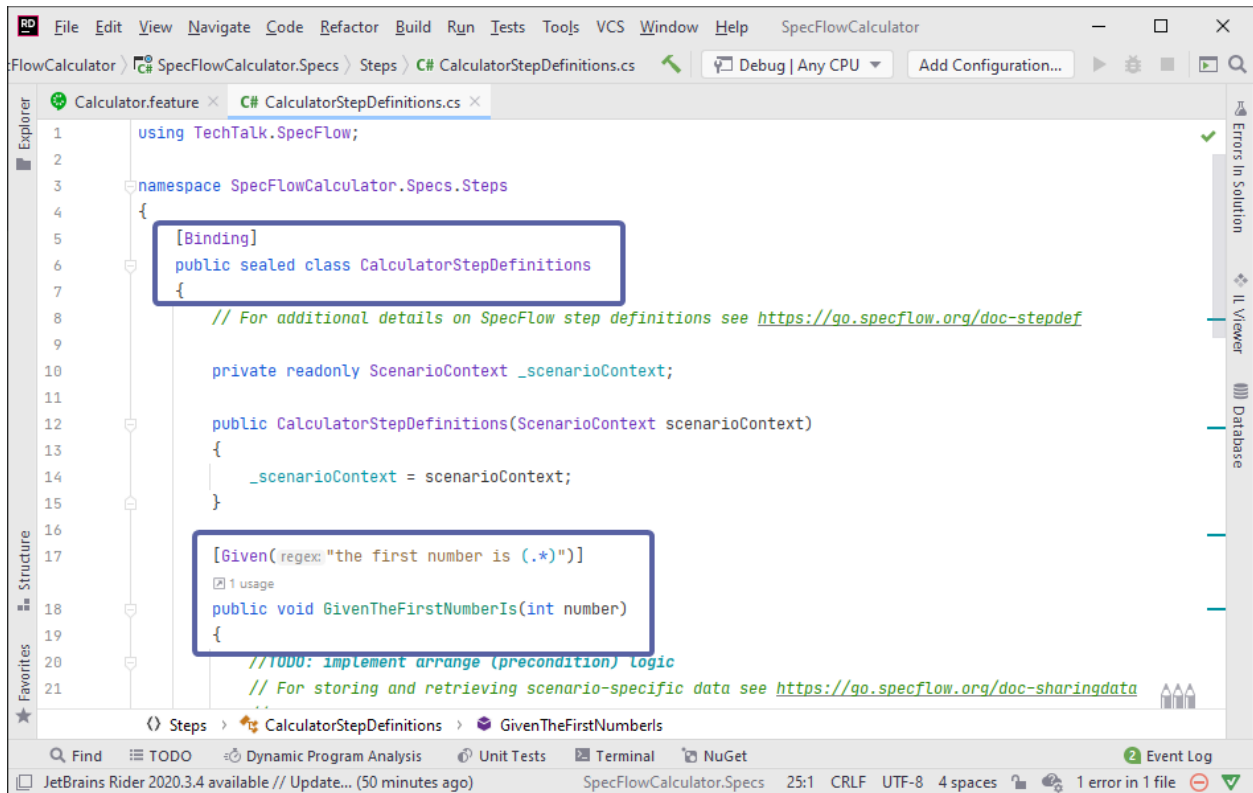 RD File Edit View Navigate Code Refactor Build Run Tests Tools VCS Window Help SpecFlowCalculator
:FlowCalculator C# SpecFlowCalculator.Specs Steps C# CalculatorStepDefinitions.cs Debug | Any CPU Add Configuration...
Explorer
Calculator.feature C# CalculatorStepDefinitions.cs
1 using TechTalk.SpecFlow;
2
3 namespace SpecFlowCalculator.Specs.Steps
4 {
5 [Binding]
6 public sealed class CalculatorStepDefinitions
7 {
8 // For additional details on SpecFlow step definitions see https://go.specflow.org/doc-stepdef
9
10 private readonly ScenarioContext _scenarioContext;
11
12 public CalculatorStepDefinitions(ScenarioContext scenarioContext)
13 {
14 _scenarioContext = scenarioContext;
15 }
16
17 [Given( regex: "the first number is (.*)")]
1 usage
18 public void GivenTheFirstNumberIs(int number)
19 {
20 //TODO: implement arrange (precondition) logic
21 // For storing and retrieving scenario-specific data see https://go.specflow.org/doc-sharingdata
Structure
Favorites
Errors In Solution
IL Viewer
Database
Steps CalculatorStepDefinitions GivenTheFirstNumberIs
Find TODO Dynamic Program Analysis Unit Tests Terminal NuGet 2 Event Log
JetBrains Rider 2020.3.4 available // Update... (50 minutes ago) SpecFlowCalculator.Specs 25:1 CRLF UTF-8 4 spaces 1 error in 1 file